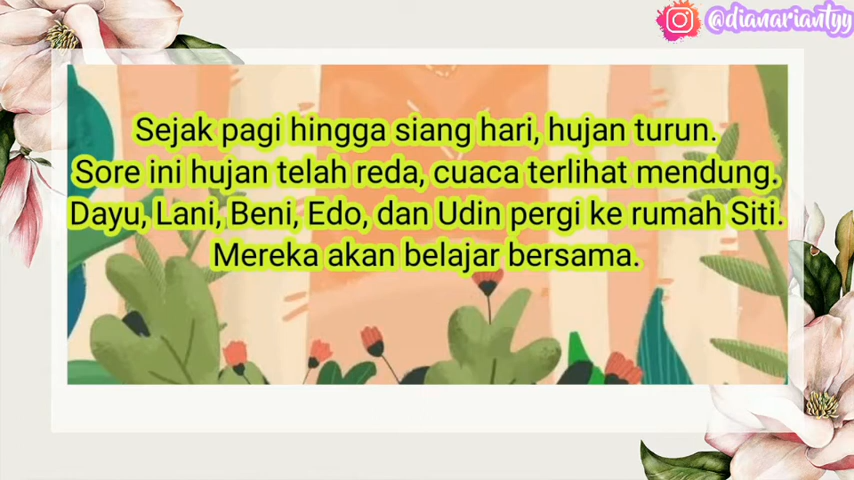 @dianariantyy
Sejak pagi hingga siang hari, hujan turun.
Sore ini hujan telah reda, cuaca terlihat mendung.
Dayu, Lani, Beni, Edo, dan Udin pergi ke rumah Siti.
Mereka akan belajar bersama.